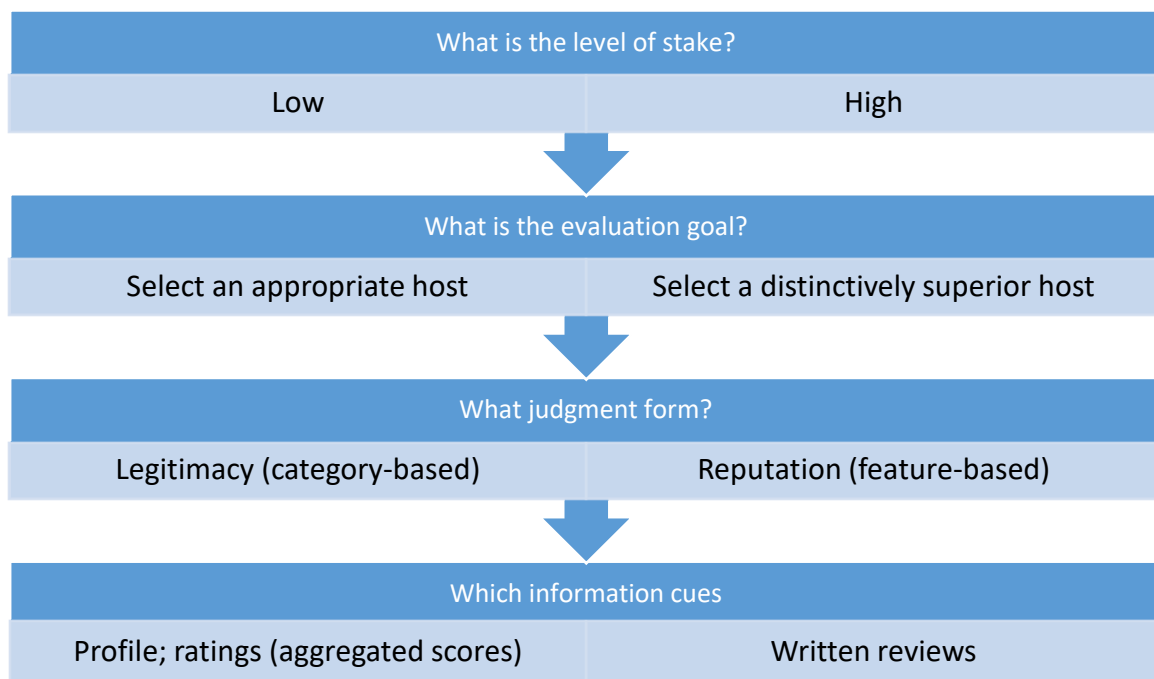 What is the level of stake?
Low
High
What is the evaluation goal?
Select an appropriate host
Select a distinctively superior host
What judgment form?
Legitimacy (category-based)
Reputation (feature-based)
Which information cues
Profile; ratings (aggregated scores)
Written reviews